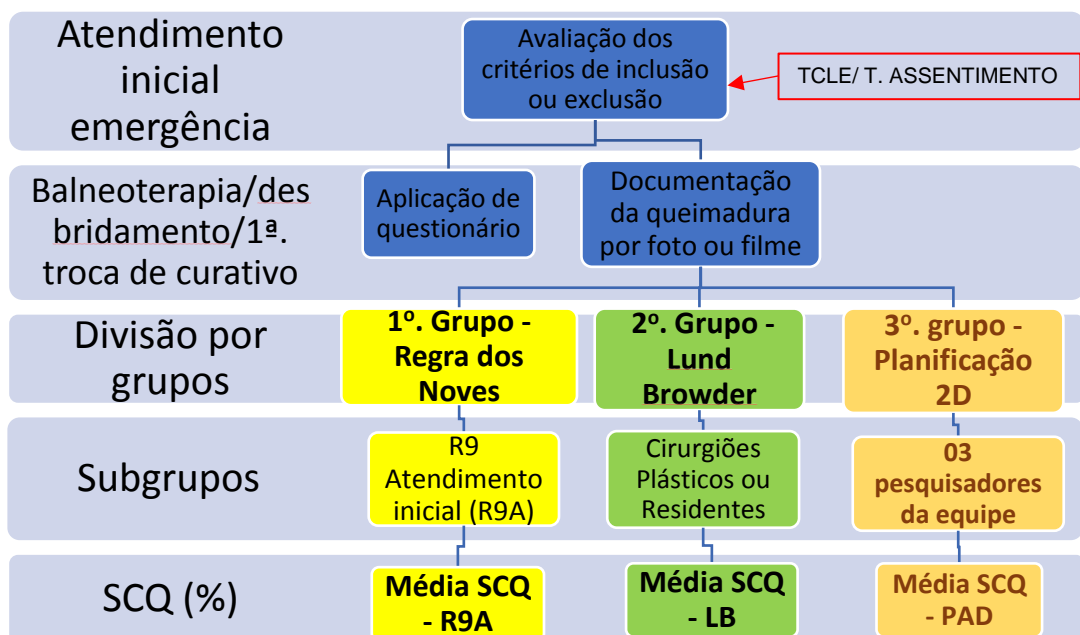 Atendimento
inicial
emergência
Avaliação dos
critérios de inclusão
ou exclusão
TCLE/ T. ASSENTIMENTO
Balneoterapia/des
bridamento/1ª.
troca de curativo
Aplicação de
questionário
Documentação
da queimadura
por foto ou filme
Divisão por
grupos
1º. Grupo -
Regra dos
Noves
2º. Grupo -
Lund
Browder
3º. grupo -
Planificação
2D
Subgrupos
R9
Atendimento
inicial (R9A)
Cirurgiões
Plásticos ou
Residentes
03
pesquisadores
da equipe
SCQ (%)
Média SCQ
- R9A
Média SCQ
- LB
Média SCQ
- PAD